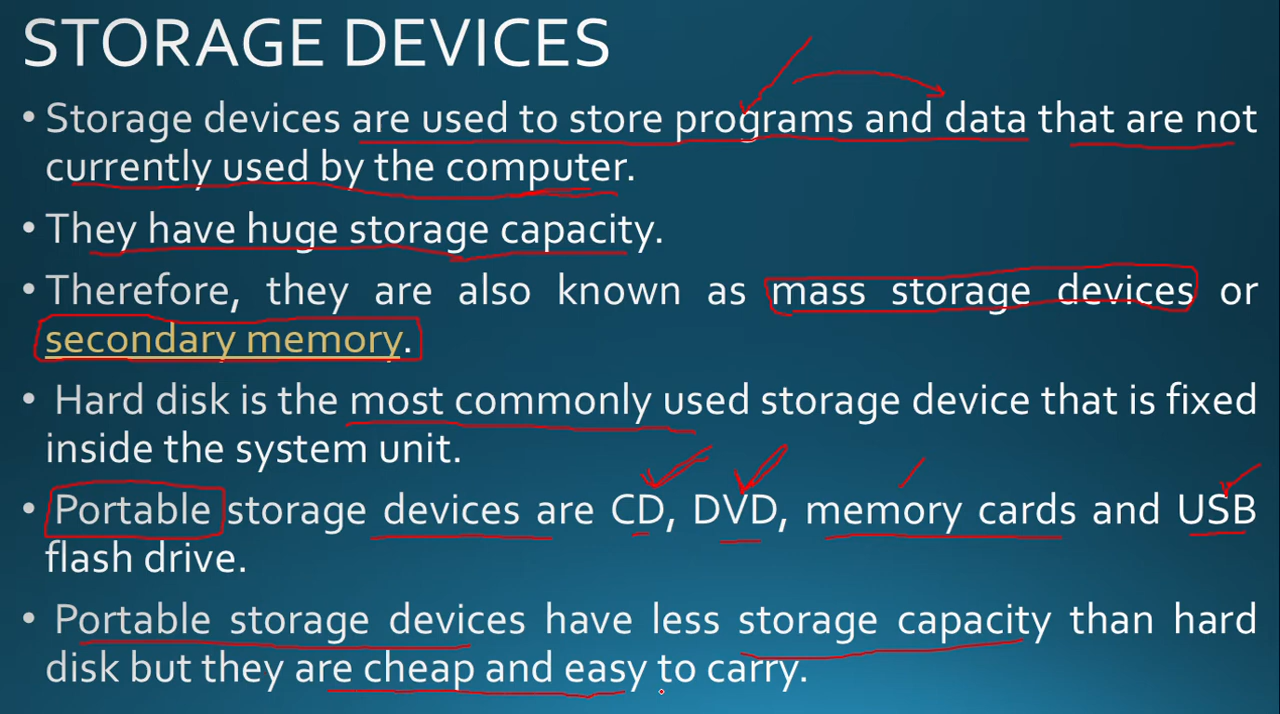 STORAGE DEVICES
• Storage devices are used to store programs and data that are not
currently used by the computer.
• They have huge storage capacity.
• Therefore, they are also known as mass storage devices or
secondary memory.
• Hard disk is the most commonly used storage device that is fixed
inside the system unit.
• Portable storage devices are CD, DVD, memory cards and USB
flash drive.
• Portable storage devices have less storage capacity than hard
disk but they are cheap and easy to carry.